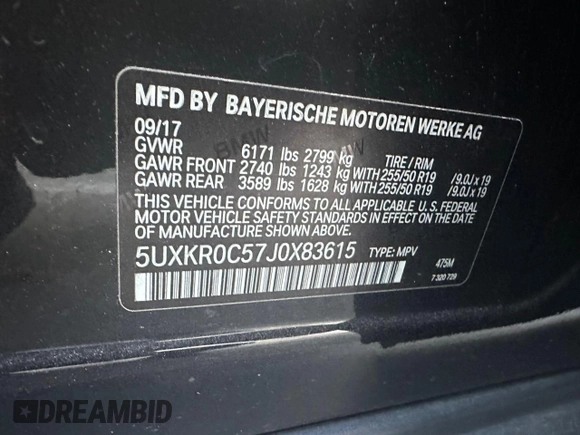 MFD BY BAYERISCHE MOTOREN WERKE AG
09/17
GVWR 6171 lbs 2799 kg TIRE / RIM
GAWR FRONT 2740 lbs 1243 kg WITH 255/50 R19 /9.0J x 19
GAWR REAR 3589 lbs 1628 kg WITH 255/50 R19 /9.0J x 19
THIS VEHICLE CONFORMS TO ALL APPLICABLE U.S. FEDERAL
MOTOR VEHICLE SAFETY STANDARDS IN EFFECT ON THE DATE OF
MANUFACTURE SHOWN ABOVE.
5UXKR0C57J0X83615 TYPE: MPV
475M
7 320 729
DREAMBID